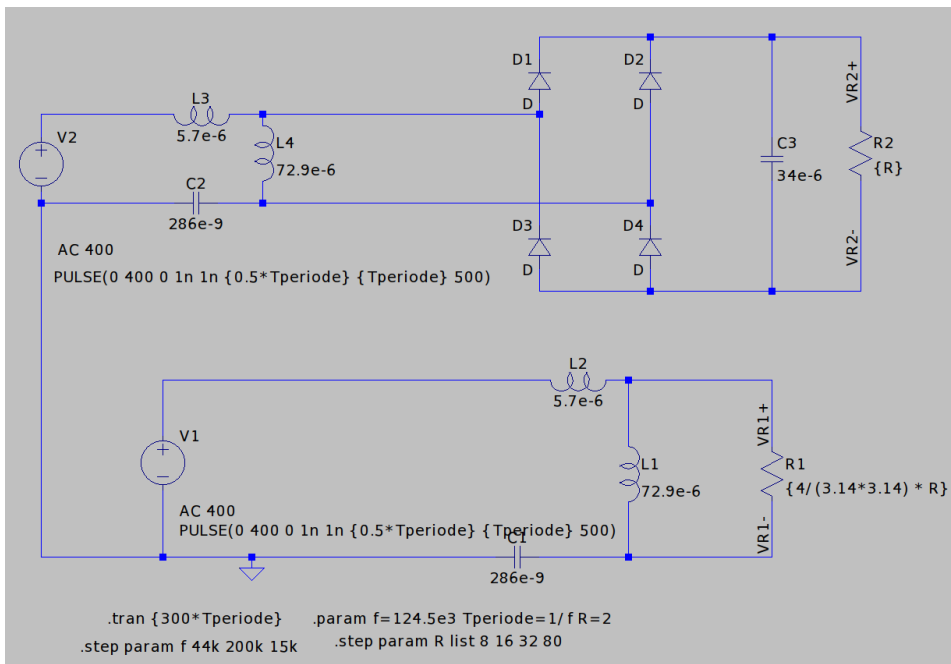 D1
D2
D
D
L3
5.7e-6
V2
L4
72.9e-6
C2
286e-9
C3
34e-6
VR2+
R2
{R}
VR2-
D3
D4
D
D
AC 400
PULSE(0 400 0 1n 1n {0.5*Tperiode} {Tperiode} 500)
L2
5.7e-6
V1
L1
72.9e-6
VR1+
R1
{4/(3.14*3.14) * R}
VR1-
AC 400
PULSE(0 400 0 1n 1n {0.5*Tperiode} {Tperiode} 500)
C1
286e-9
.tran {300*Tperiode}
.param f=124.5e3 Tperiode=1/f R=2
.step param f 44k 200k 15k
.step param R list 8 16 32 80